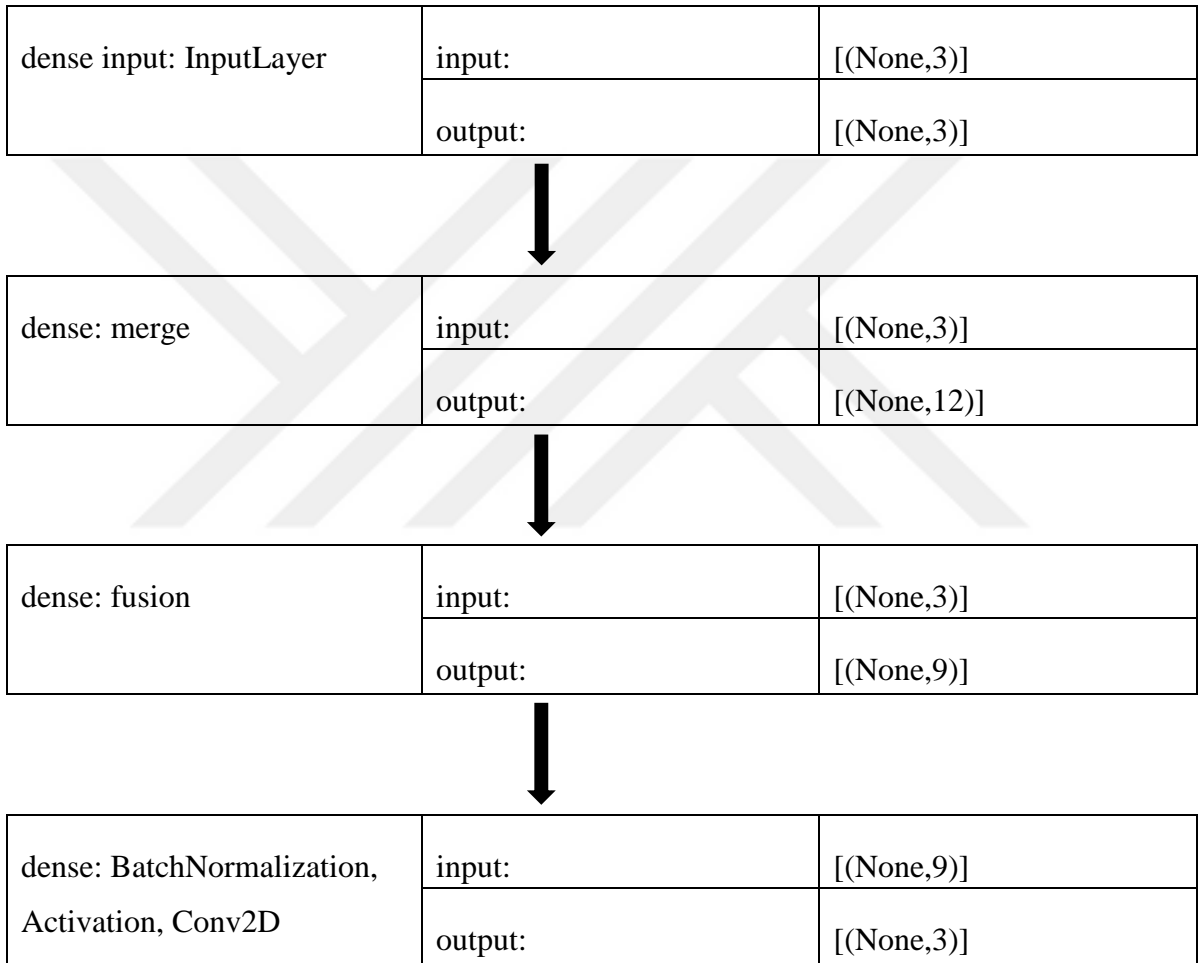 dense input: InputLayer input: [(None,3)]
output: [(None,3)]
dense: merge input: [(None,3)]
output: [(None,12)]
dense: fusion input: [(None,3)]
output: [(None,9)]
dense: BatchNormalization, input: [(None,9)]
Activation, Conv2D output: [(None,3)]